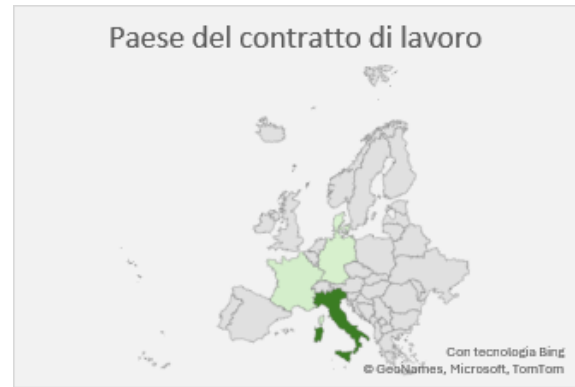 Paese del contratto di lavoro
Con tecnologia Bing
© GeoNames, Microsoft, TomTom